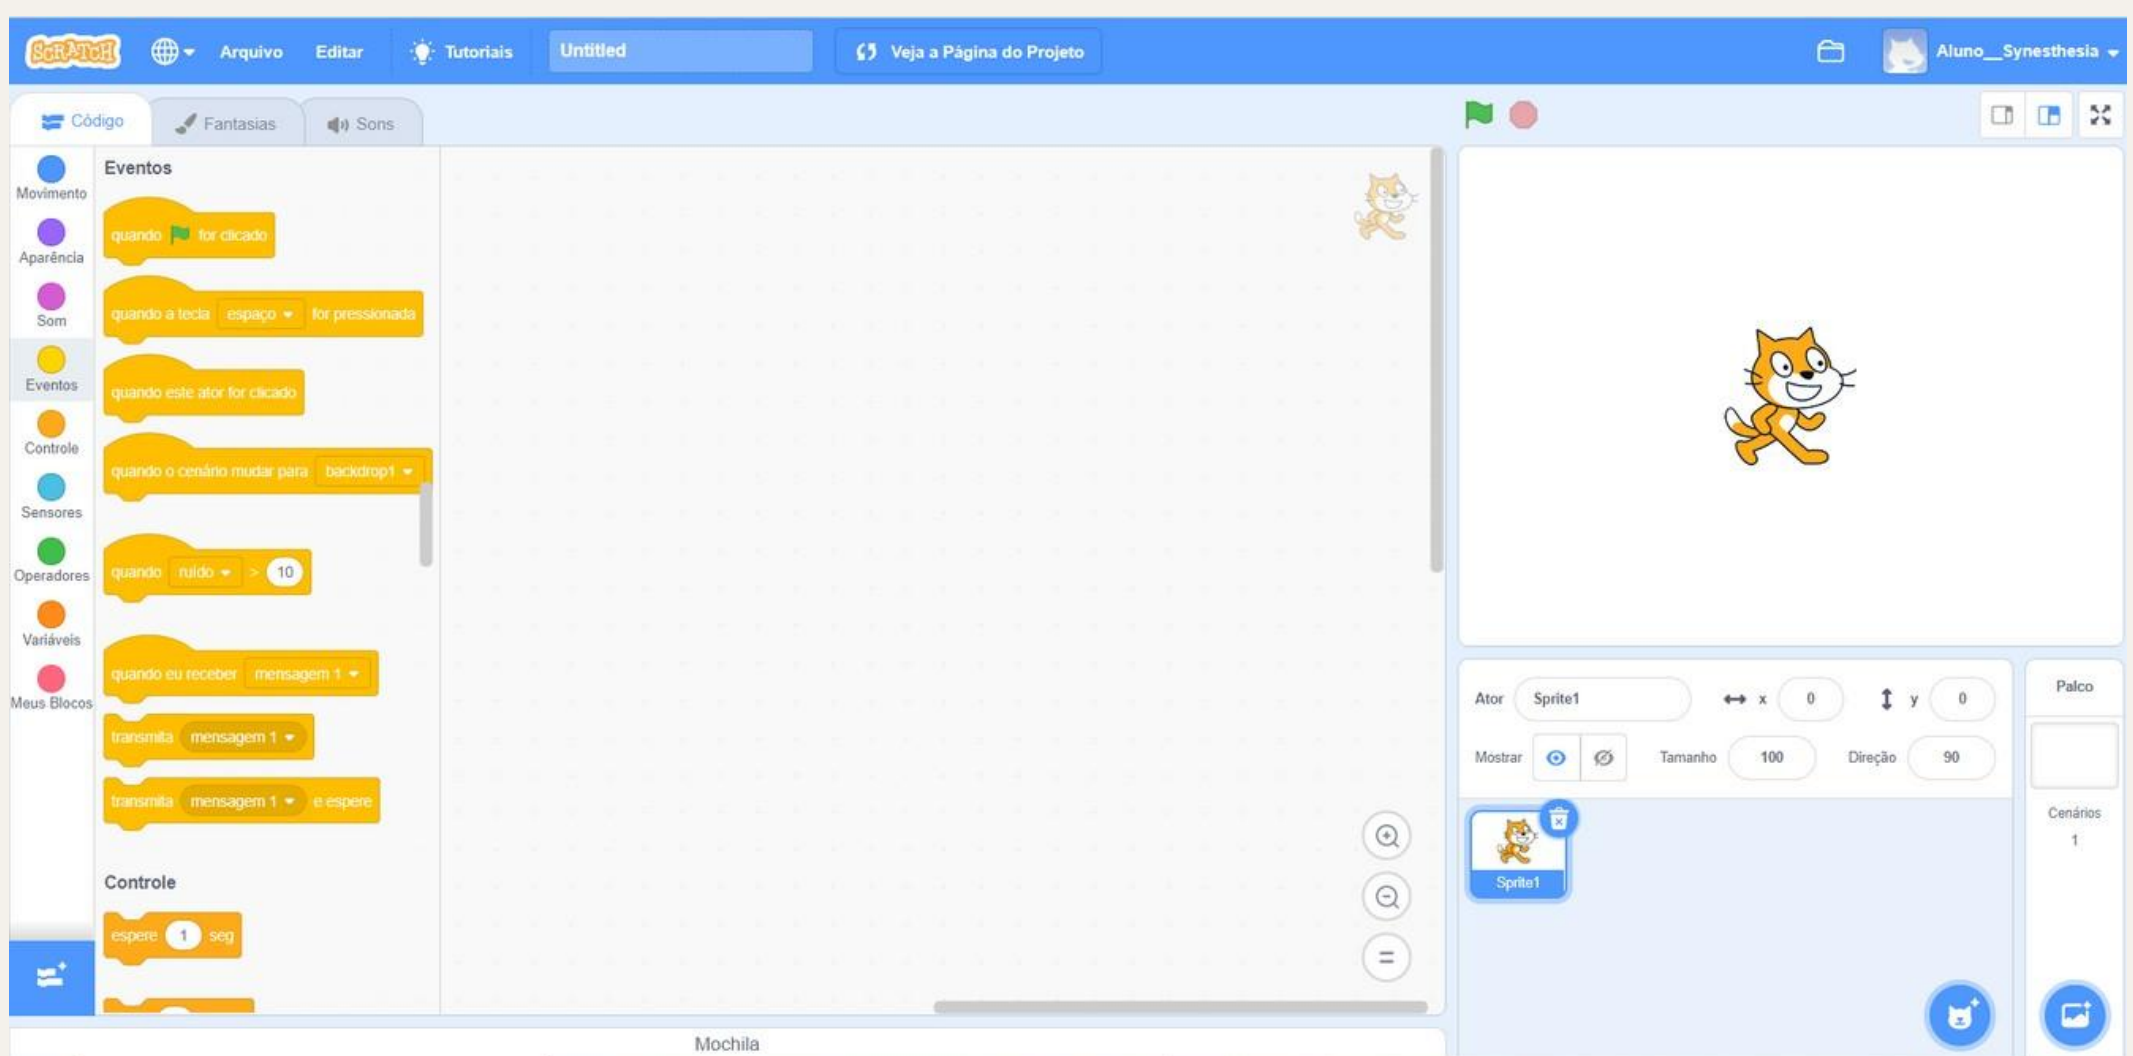 SCRATCH Arquivo Editar Tutoriais Untitled Veja a Página do Projeto Aluno__Synesthesia
Código Fantasias Sons
Movimento
Aparência
Som
Eventos
Controle
Sensores
Operadores
Variáveis
Meus Blocos
Eventos
quando for clicado
quando a tecla espaço for pressionada
quando este ator for clicado
quando o cenário mudar para backdrop1
quando ruído > 10
quando eu receber mensagem 1
transmita mensagem 1
transmita mensagem 1 e espere
Controle
espere 1 seg
Mochila
Ator Sprite1 x 0 y 0
Mostrar Tamanho 100 Direção 90
Sprite1
Palco
Cenários
1